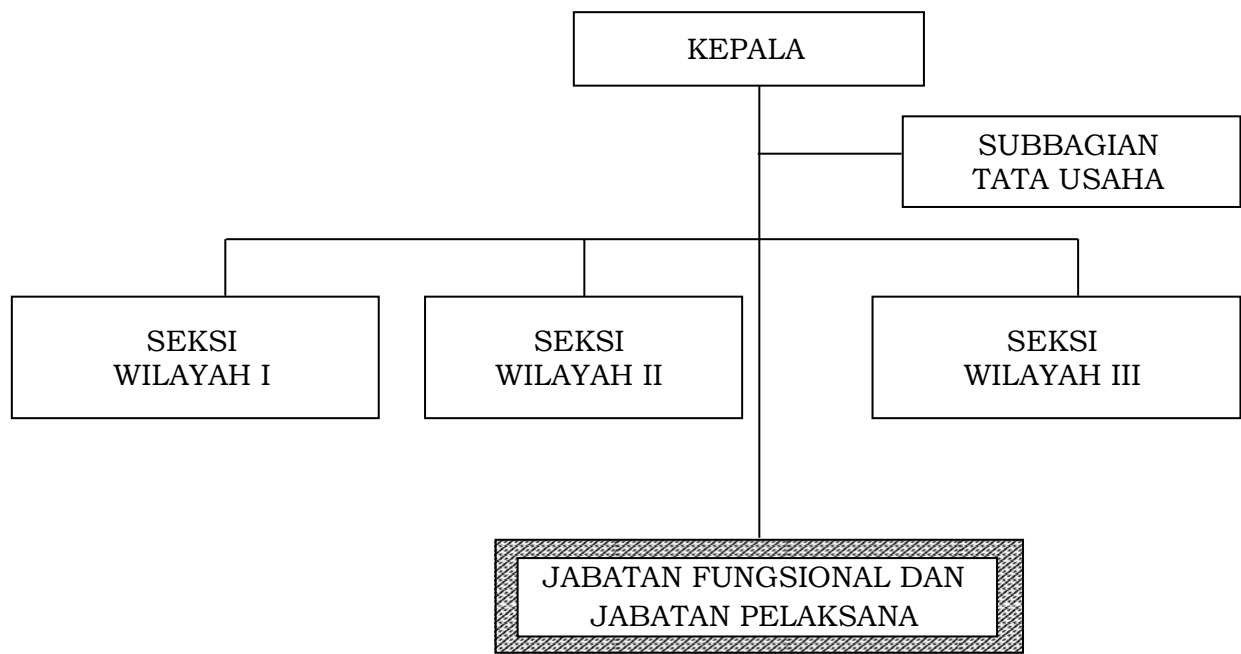 KEPALA
SUBBAGIAN
TATA USAHA
SEKSI
WILAYAH I
SEKSI
WILAYAH II
SEKSI
WILAYAH III
JABATAN FUNGSIONAL DAN
JABATAN PELAKSANA